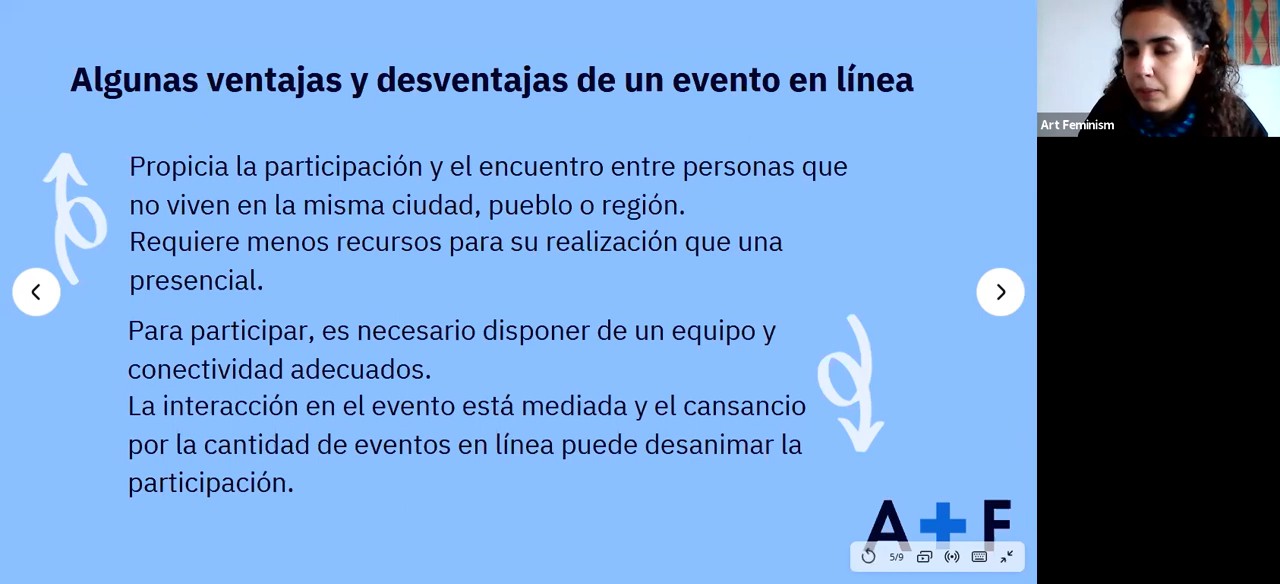 Algunas ventajas y desventajas de un evento en línea
Propicia la participación y el encuentro entre personas que
no viven en la misma ciudad, pueblo o región.
Requiere menos recursos para su realización que una
presencial.
Para participar, es necesario disponer de un equipo y
conectividad adecuados.
La interacción en el evento está mediada y el cansancio
por la cantidad de eventos en línea puede desanimar la
participación.
A + F
5/9
Art Feminism